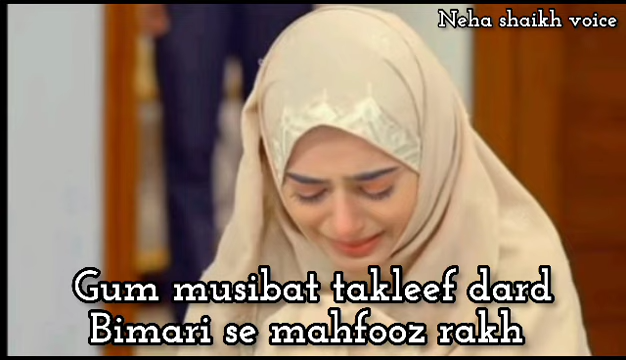 Neha shaikh voice
Gum musibat takleef dard
Bimari se mahfooz rakh